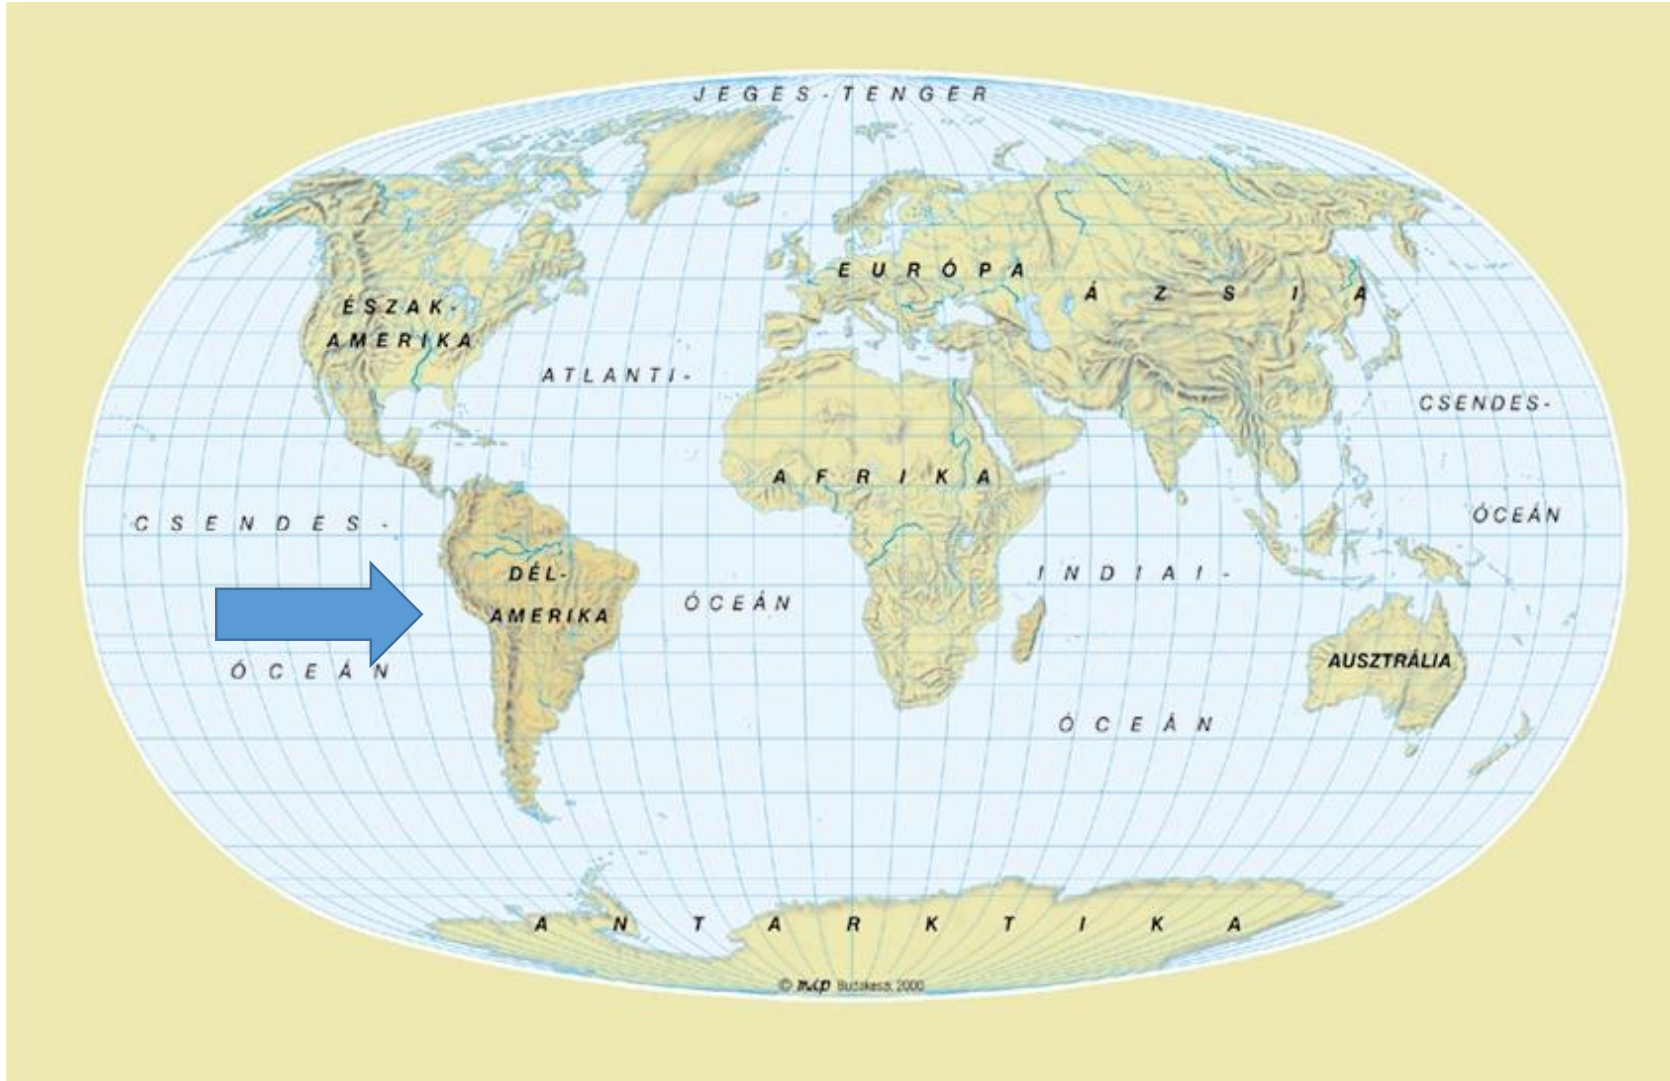 JEGES-TENGER
EURÓPA
ÁZSIA
ÉSZAK-
AMERIKA
ATLANTI-
CSENDES-
AFRIKA
ÓCEÁN
CSENDES-
DÉL-
INDIAI-
ÓCEÁN
AMERIKA
AUSZTRÁLIA
ÓCEÁN
ÓCEÁN
ANTARKTIKA
© mcp Budakeszi, 2000